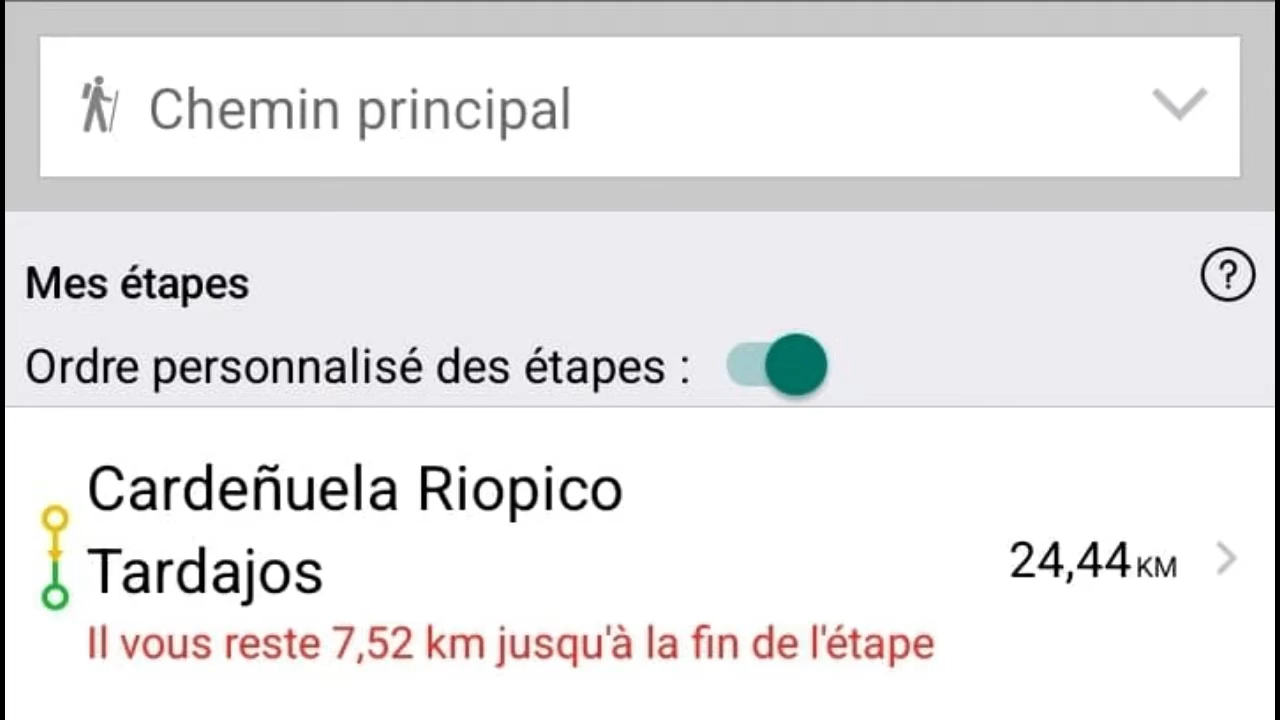 Chemin principal
Mes étapes
?
Ordre personnalisé des étapes :
Cardeñuela Riopico
Tardajos
24,44 KM
Il vous reste 7,52 km jusqu'à la fin de l'étape